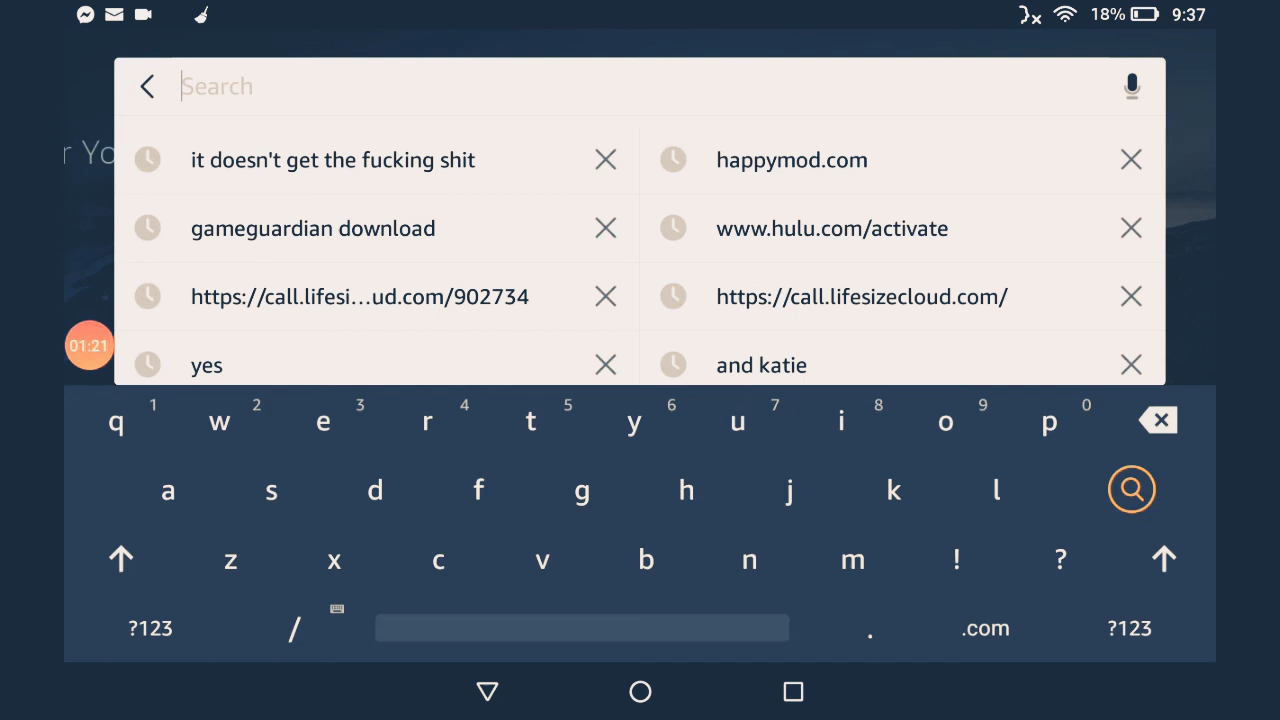 18% 9:37
Search
r Yo
it doesn't get the fucking shit
happymod.com
gameguardian download
www.hulu.com/activate
https://call.lifesi...ud.com/902734
https://call.lifesizecloud.com/
01:21
yes
and katie
1 2 3 4 5 6 7 8 9 0
q w e r t y u i o p
a s d f g h j k l
z x c v b n m ! ?
?123 / . .com ?123